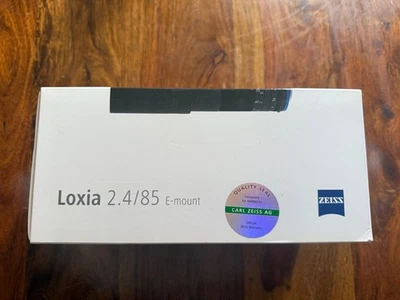 Loxia 2.4/85 E-mount
QUALITY SEAL
CARL ZEISS AG
ZEISS